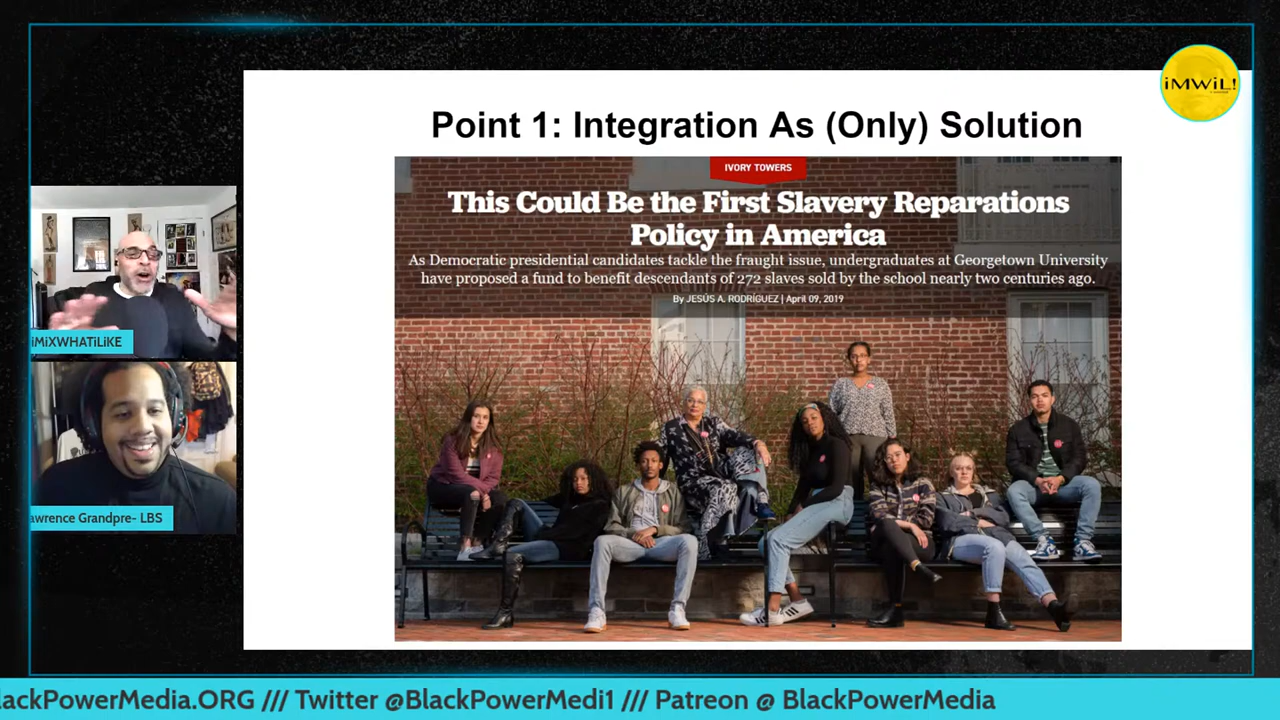 Point 1: Integration As (Only) Solution
iMWiL!
IVORY TOWERS
This Could Be the First Slavery Reparations
Policy in America
As Democratic presidential candidates tackle the fraught issue, undergraduates at Georgetown University
have proposed a fund to benefit descendants of 272 slaves sold by the school nearly two centuries ago.
By JESÚS A. RODRÍGUEZ | April 09, 2019
iMiXWHATiLiKE
awrence Grandpre- LBS
lackPowerMedia.ORG /// Twitter @BlackPowerMedi1 /// Patreon @ BlackPowerMedia